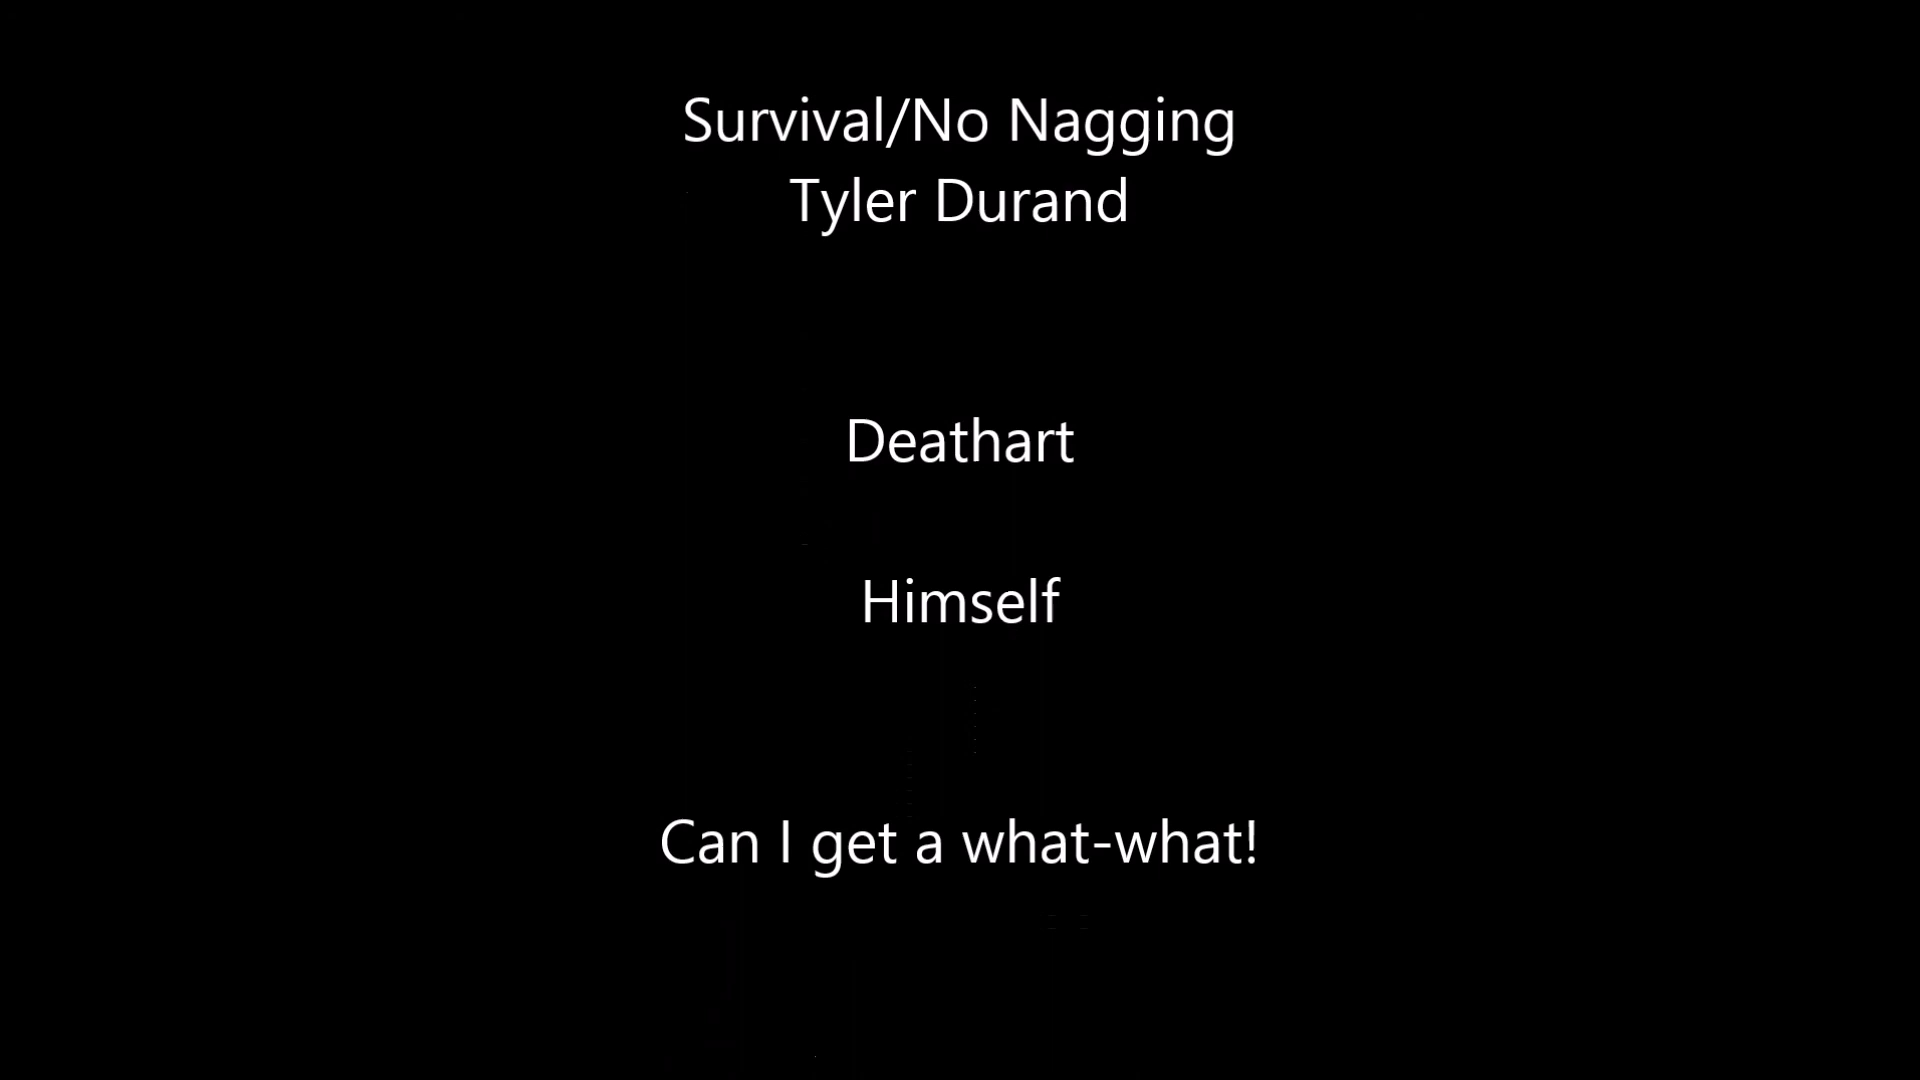 Survival/No Nagging
Tyler Durand
Deathart
Himself
Can I get a what-what!